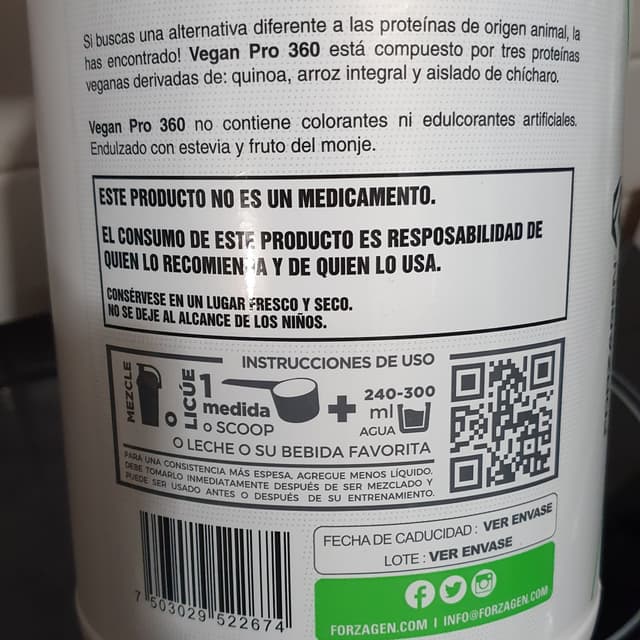 Si buscas una alternativa diferente a las proteínas de origen animal, la
has encontrado! Vegan Pro 360 está compuesto por tres proteínas
veganas derivadas de: quinoa, arroz integral y aislado de chícharo.
Vegan Pro 360 no contiene colorantes ni edulcorantes artificiales.
Endulzado con estevia y fruto del monje.
ESTE PRODUCTO NO ES UN MEDICAMENTO.
EL CONSUMO DE ESTE PRODUCTO ES RESPONSABILIDAD DE
QUIEN LO RECOMIENDA Y DE QUIEN LO USA.
CONSÉRVESE EN UN LUGAR FRESCO Y SECO.
NO SE DEJE AL ALCANCE DE LOS NIÑOS.
INSTRUCCIONES DE USO
MEZCLE
O
LICÚE
1
medida
o SCOOP
+
240-300
ml
AGUA
O LECHE O SU BEBIDA FAVORITA
PARA UNA CONSISTENCIA MÁS ESPESA, AGREGUE MENOS LÍQUIDO.
DEBE TOMARLO INMEDIATAMENTE DESPUÉS DE SER MEZCLADO Y
PUEDE SER USADO ANTES O DESPUÉS DE SU ENTRENAMIENTO.
FECHA DE CADUCIDAD: VER ENVASE
LOTE: VER ENVASE
7 503029 522674
FORZAGEN.COM | INFO@FORZAGEN.COM